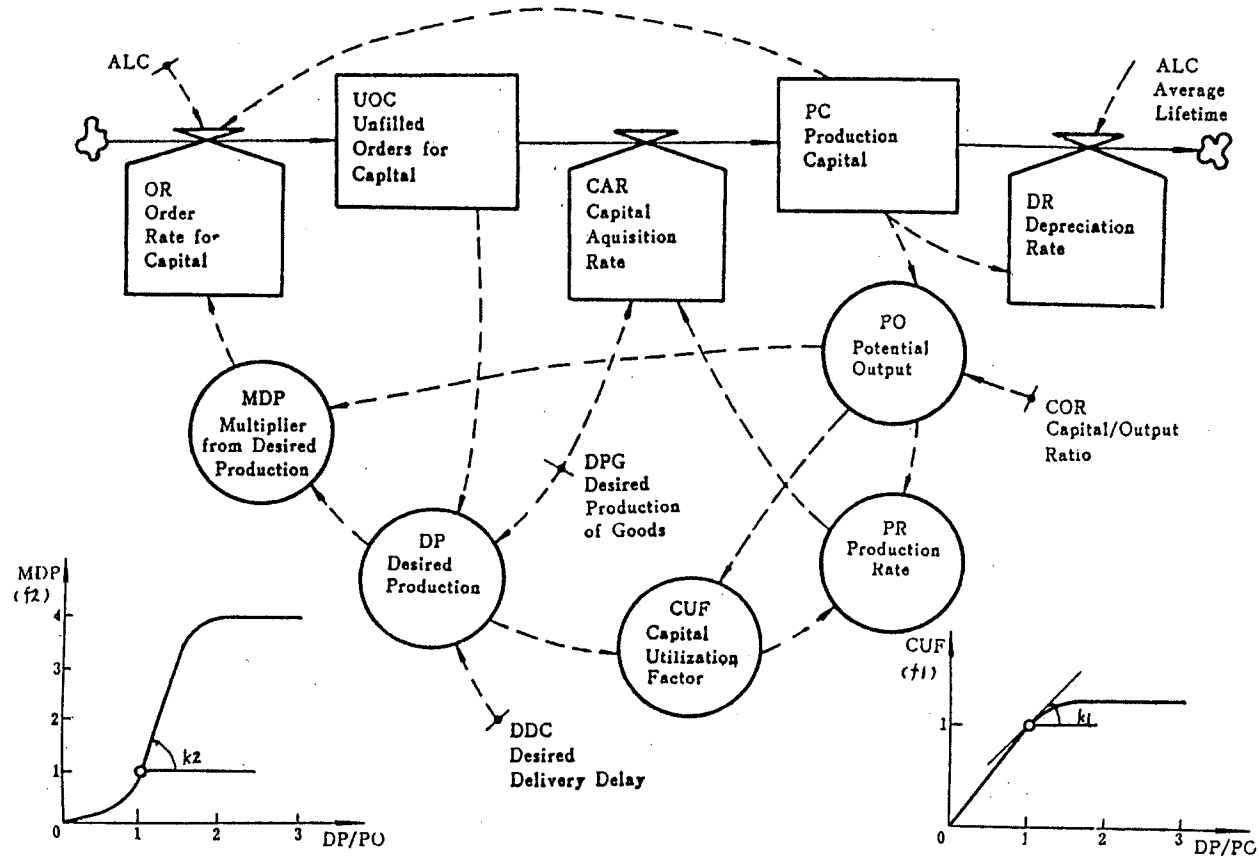 ALC
UOC
Unfilled
Orders for
Capital
PC
Production
Capital
ALC
Average
Lifetime
OR
Order
Rate for
Capital
CAR
Capital
Aquisition
Rate
DR
Depreciation
Rate
PO
Potential
Output
MDP
Multiplier
from Desired
Production
COR
Capital/Output
Ratio
DPG
Desired
Production
of Goods
DP
Desired
Production
PR
Production
Rate
CUF
Capital
Utilization
Factor
DDC
Desired
Delivery Delay
MDP
(f2)
4
3
2
1
k2
0
1
2
3
DP/PO
CUF
(f1)
1
k1
0
1
2
3
DP/PO